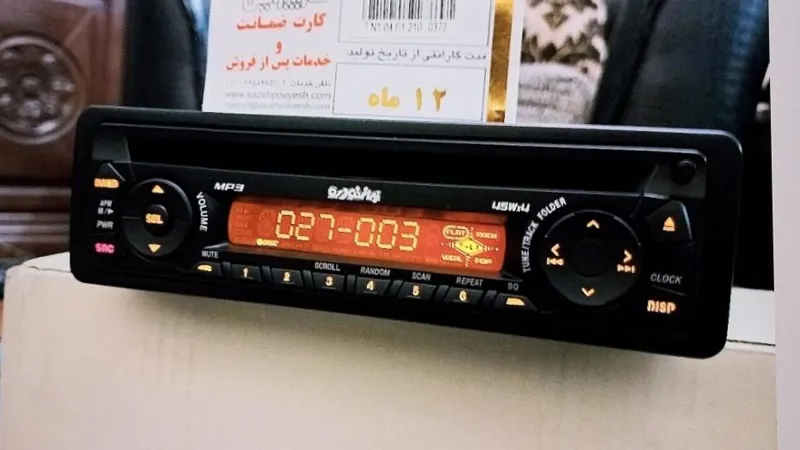 کارت ضمانت
و
خدمات پس از فروش
مدت گارانتی از تاریخ تولید
۱۲ ماه
BAND
SEL
APM
PWR
SRC
VOLUME
MP3
45Wx4
027-003
FLAT
ROCK
POP
MUTE
1
2
SCROLL
3
RANDOM
4
SCAN
5
REPEAT
6
EQ
TUNE/TRACK FOLDER
CLOCK
DISP